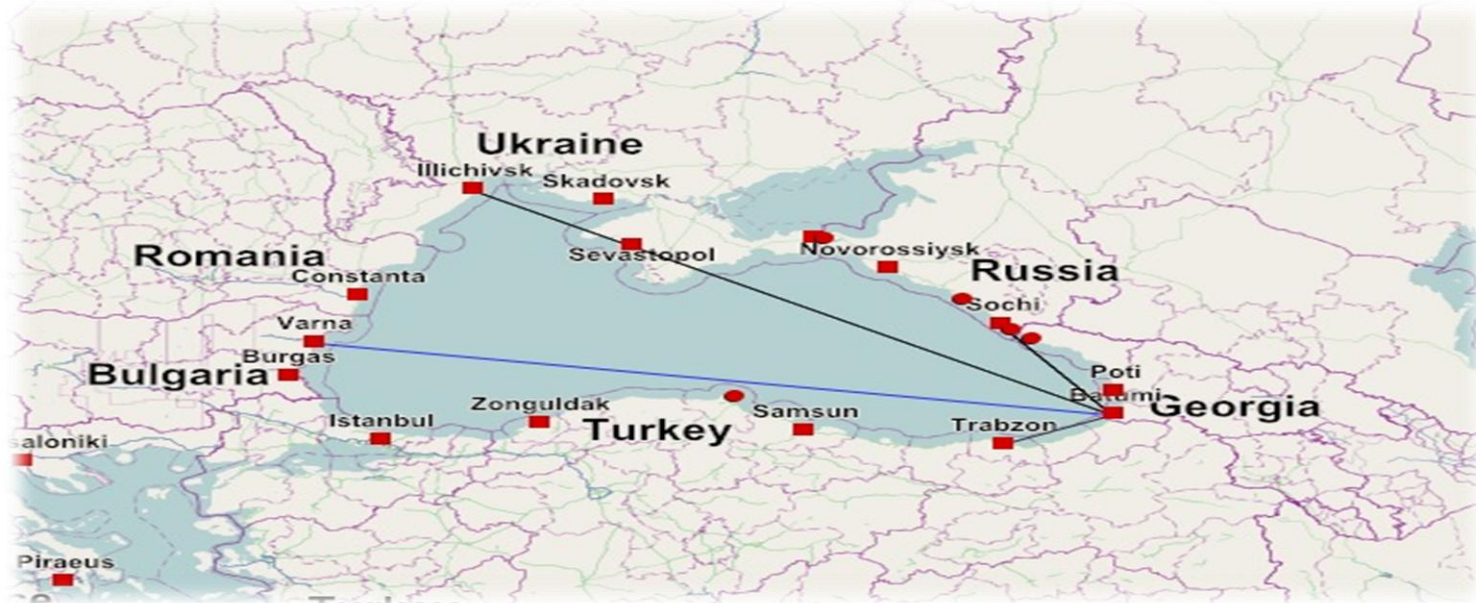 Ukraine
Illichivsk
Skadovsk
Sevastopol
Novorossiysk
Romania
Constanta
Russia
Sochi
Varna
Burgas
Bulgaria
Poti
Batumi
Georgia
Istanbul
Zonguldak
Turkey
Samsun
Trabzon
saloniki
Piraeus